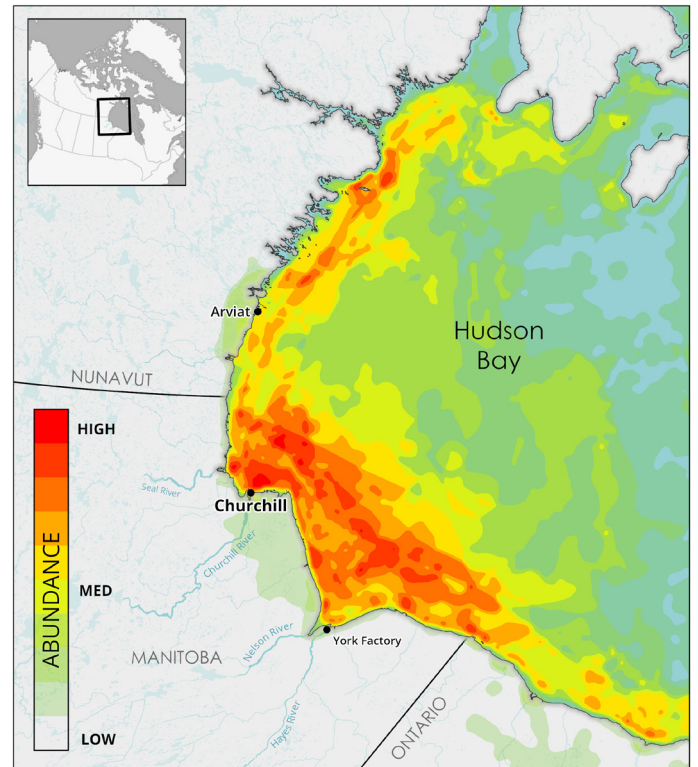 Arviat
Hudson
Bay
NUNAVUT
HIGH
Seal River
Churchill
Churchill River
ABUNDANCE
MED
Nelson River
York Factory
MANITOBA
Hayes River
ONTARIO
LOW